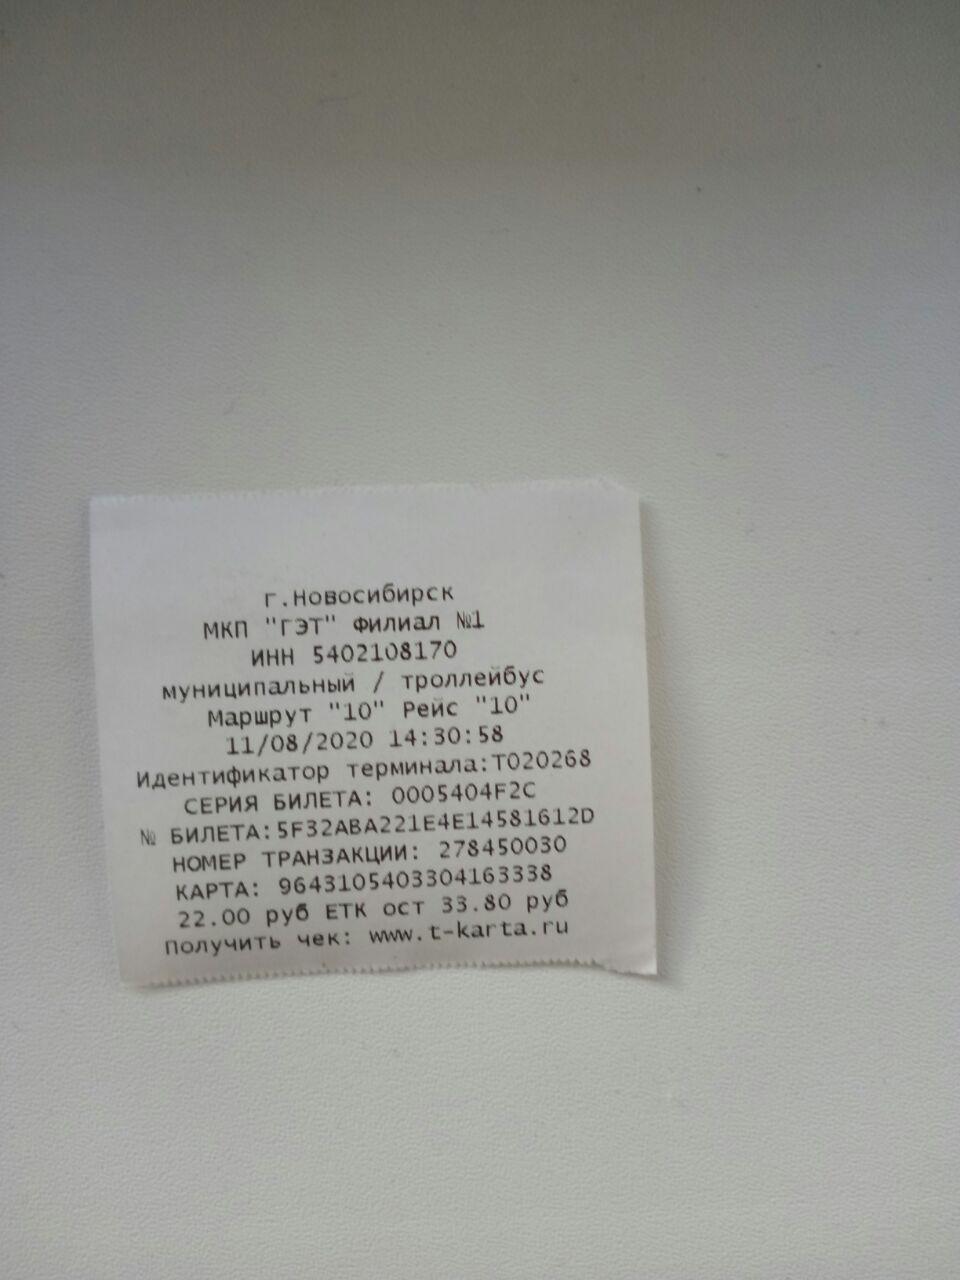 г.Новосибирск
МКП "ГЭТ" Филиал №1
ИНН 5402108170
муниципальный / троллейбус
Маршрут "10" Рейс "10"
11/08/2020 14:30:58
Идентификатор терминала:T020268
СЕРИЯ БИЛЕТА: 0005404F2C
№ БИЛЕТА:5F32ABA221E4E14581612D
НОМЕР ТРАНЗАКЦИИ: 278450030
КАРТА: 9643105403304163338
22.00 руб ЕТК ост 33.80 руб
Получить чек: www.t-karta.ru